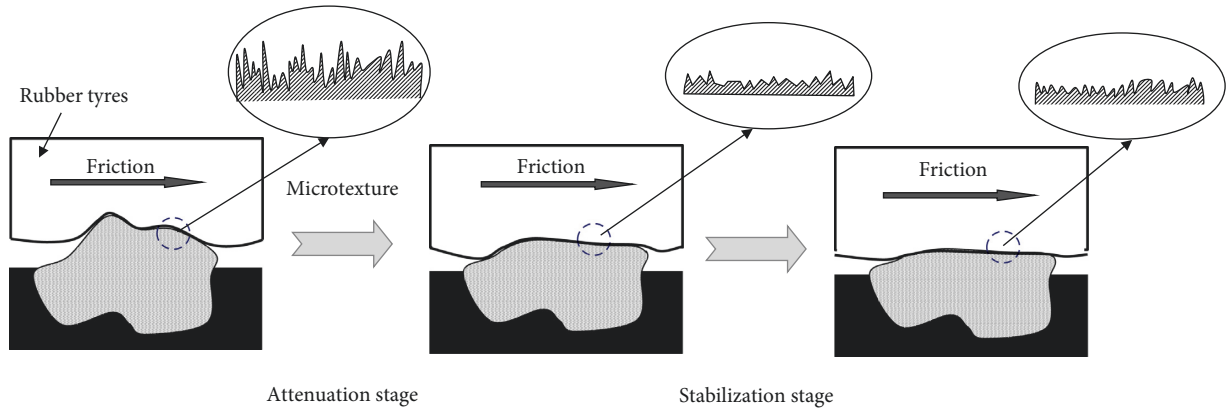 Rubber tyres
Friction
Microtexture
Friction
Friction
Attenuation stage
Stabilization stage